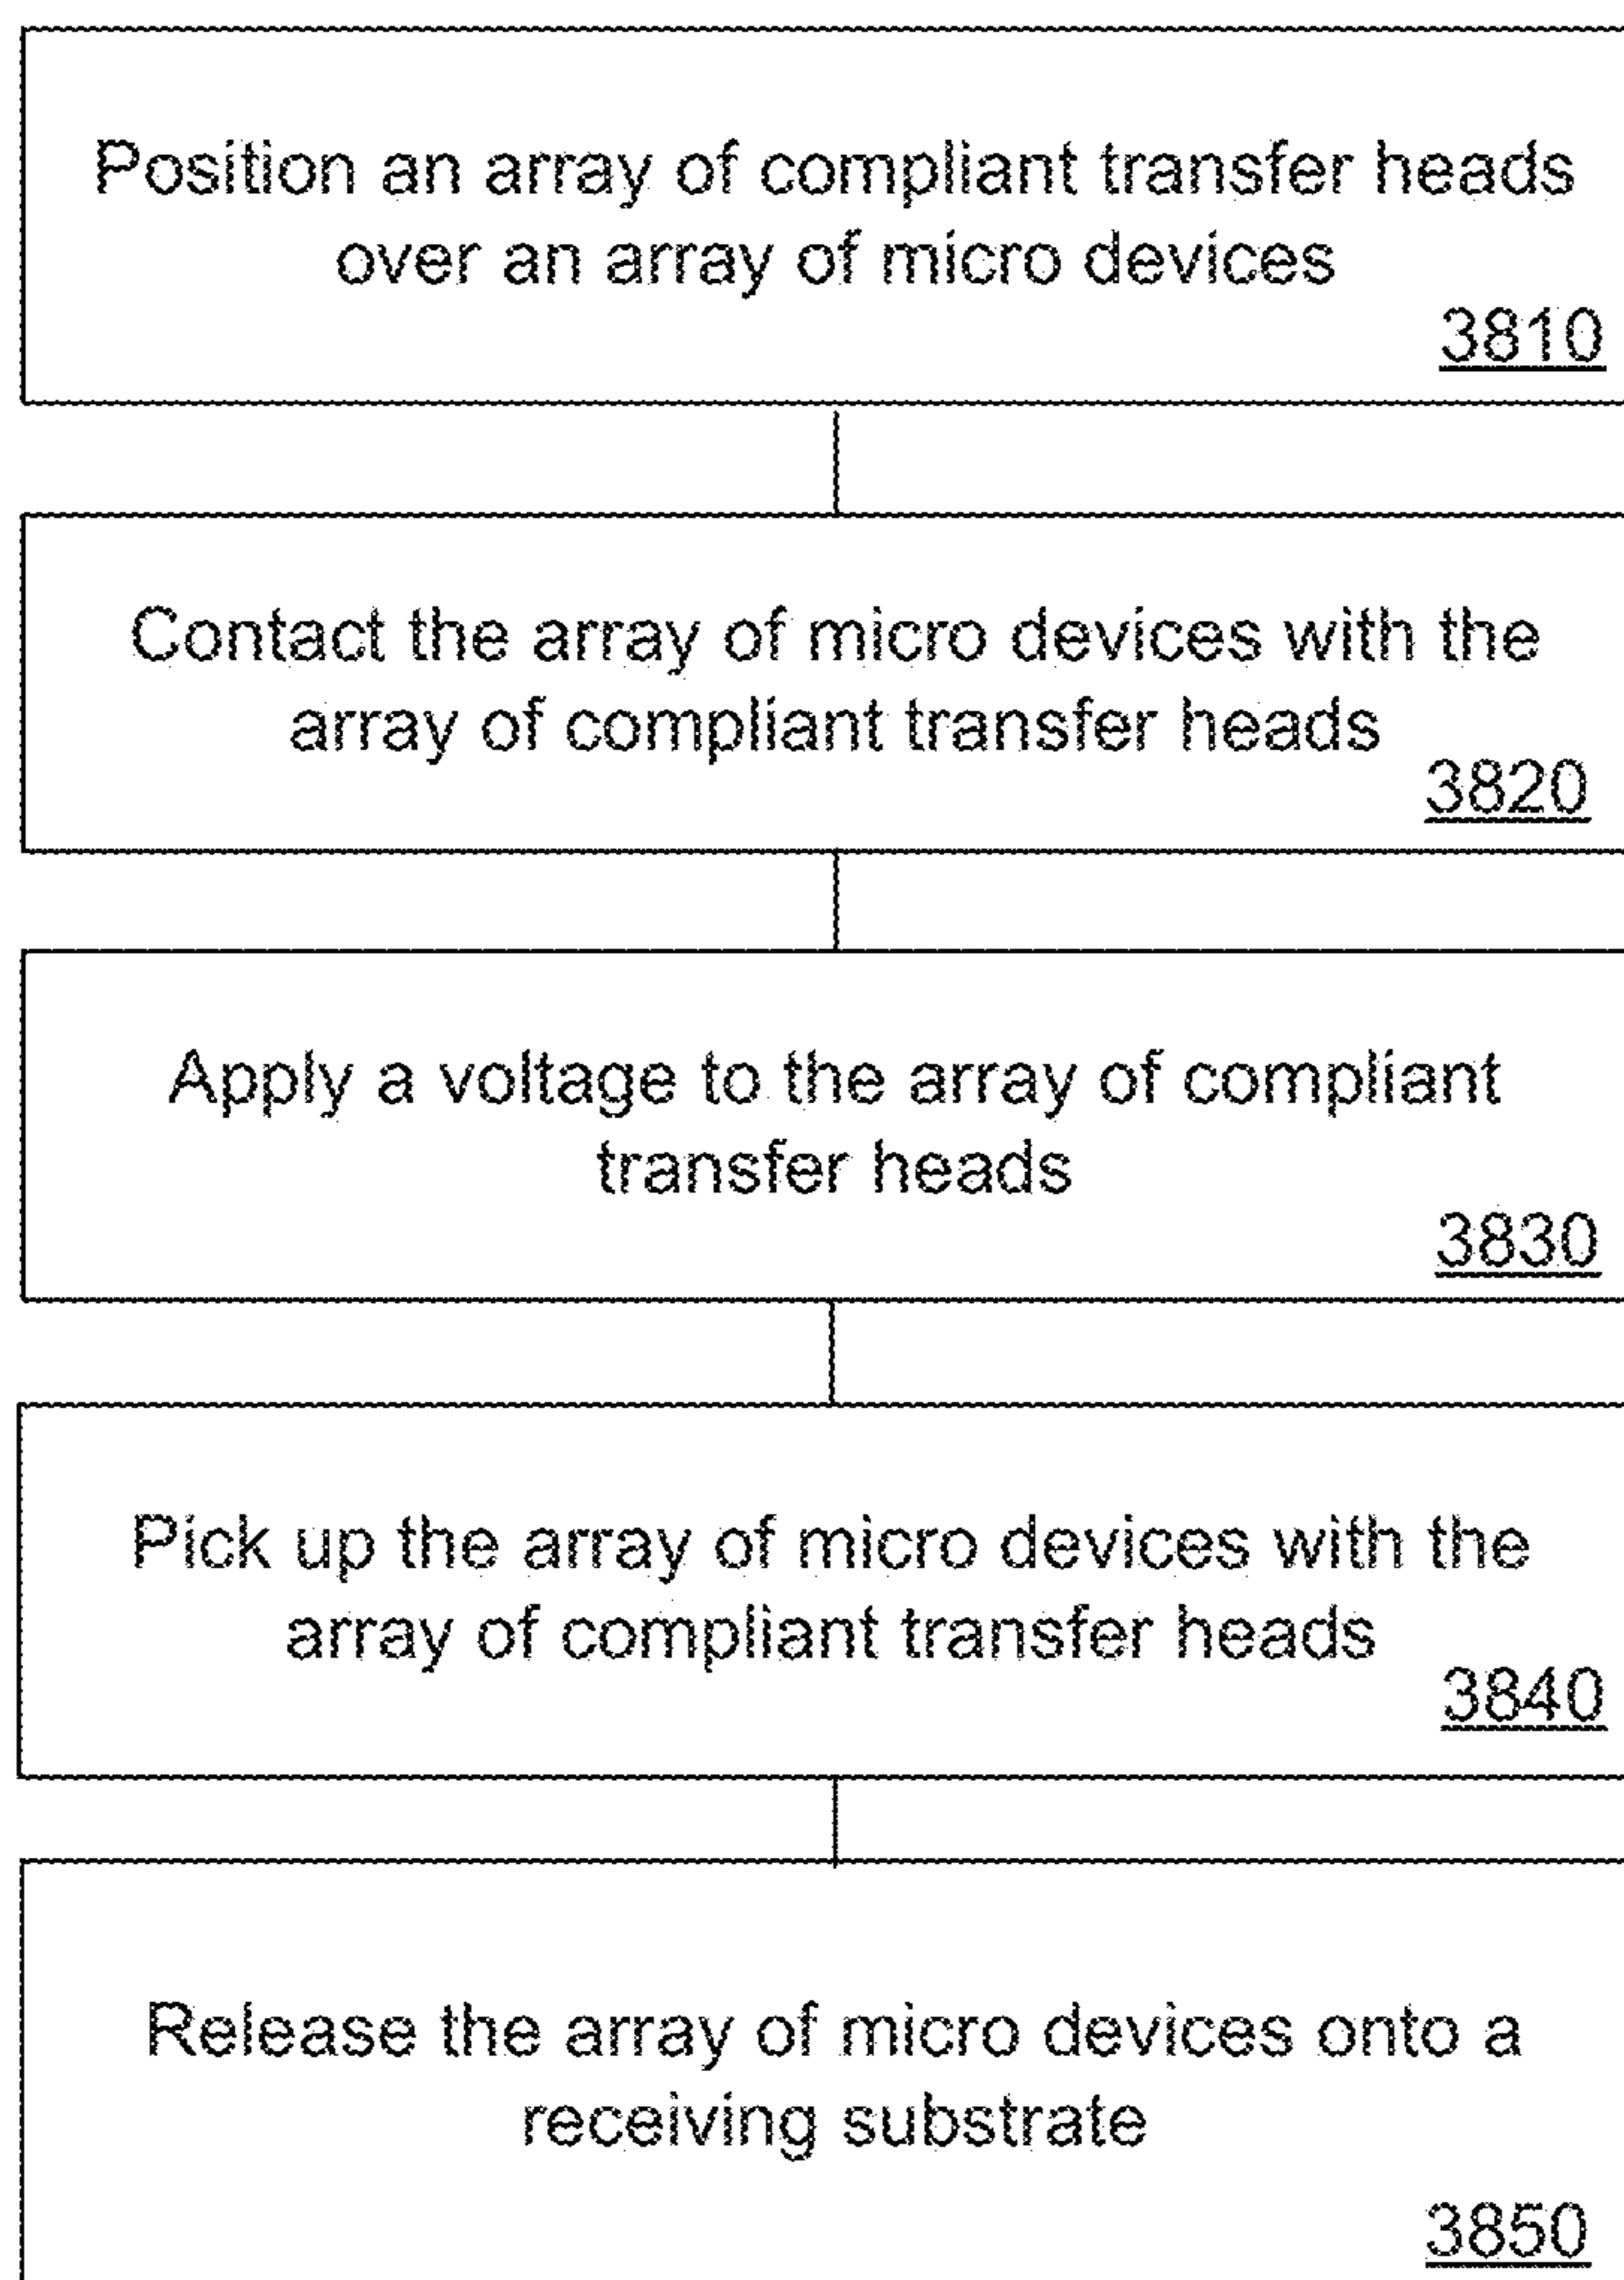 Position an array of compliant transfer heads
over an array of micro devices
3810
Contact the array of micro devices with the
array of compliant transfer heads
3820
Apply a voltage to the array of compliant
transfer heads
3830
Pick up the array of micro devices with the
array of compliant transfer heads
3840
Release the array of micro devices onto a
receiving substrate
3850